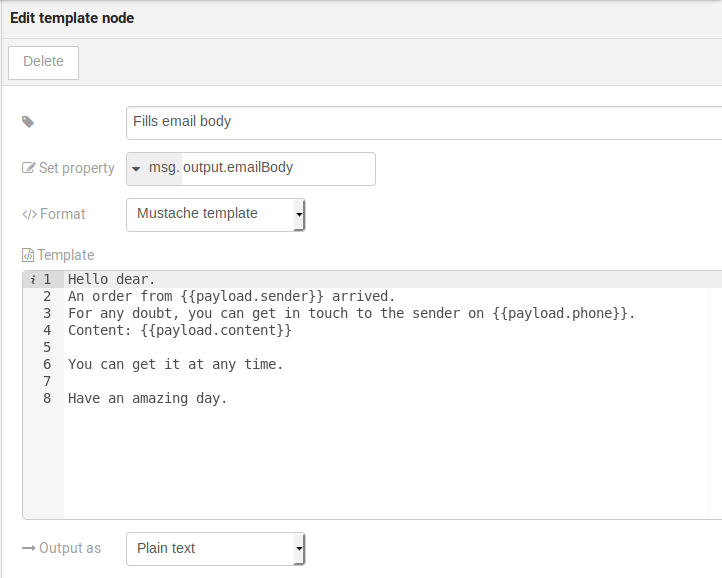 Edit template node
Delete
Fills email body
Set property
msg. output.emailBody
</> Format
Mustache template
Template
i 1 Hello dear.
2 An order from {{payload.sender}} arrived.
3 For any doubt, you can get in touch to the sender on {{payload.phone}}.
4 Content: {{payload.content}}
5
6 You can get it at any time.
7
8 Have an amazing day.
Output as
Plain text